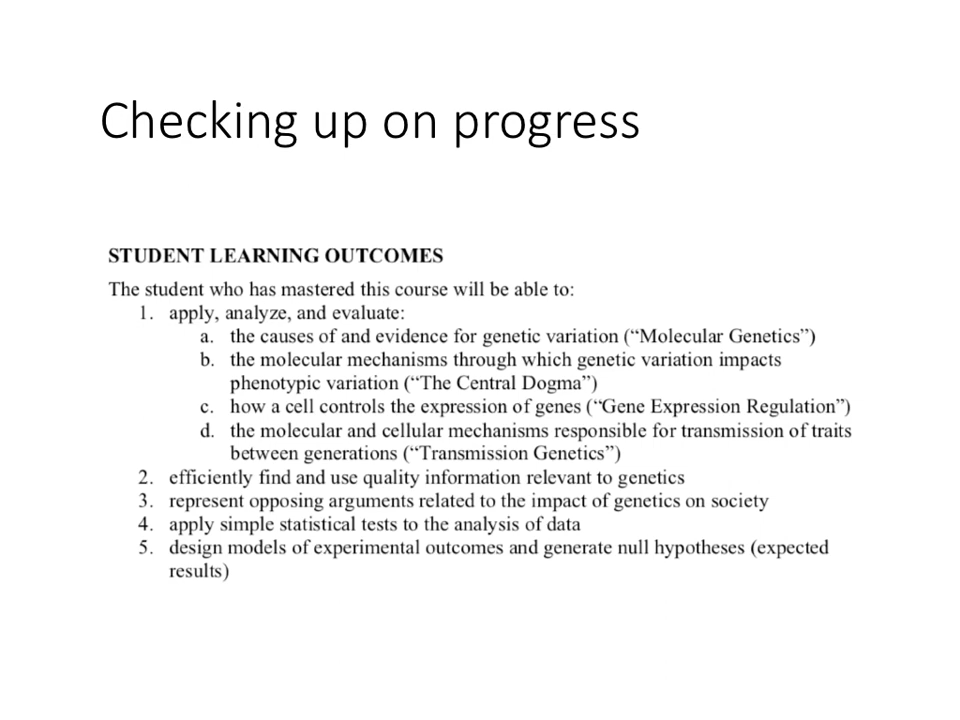 Checking up on progress
STUDENT LEARNING OUTCOMES
The student who has mastered this course will be able to:
1. apply, analyze, and evaluate:
a. the causes of and evidence for genetic variation (“Molecular Genetics”)
b. the molecular mechanisms through which genetic variation impacts
phenotypic variation (“The Central Dogma”)
c. how a cell controls the expression of genes (“Gene Expression Regulation”)
d. the molecular and cellular mechanisms responsible for transmission of traits
between generations (“Transmission Genetics”)
2. efficiently find and use quality information relevant to genetics
3. represent opposing arguments related to the impact of genetics on society
4. apply simple statistical tests to the analysis of data
5. design models of experimental outcomes and generate null hypotheses (expected
results)